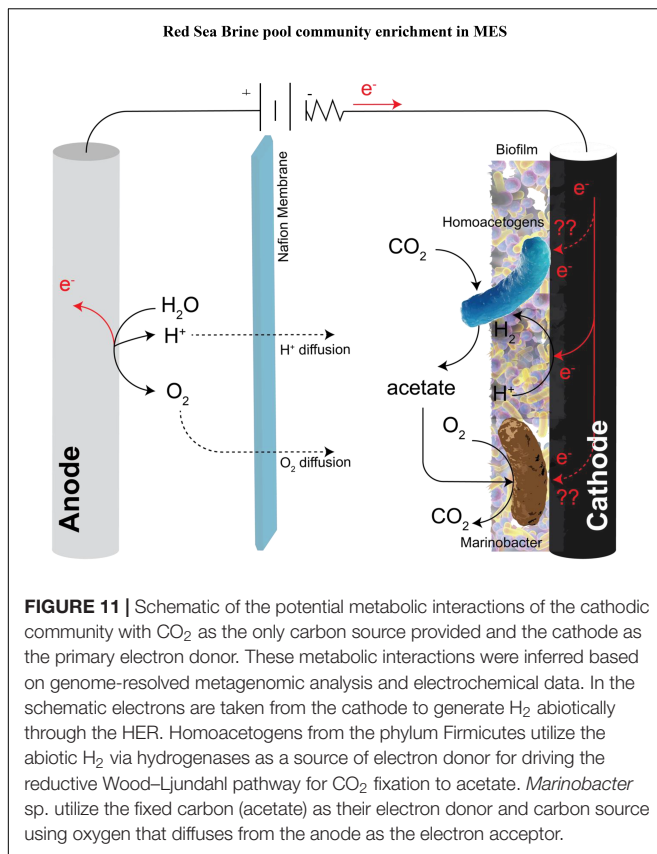 Red Sea Brine pool community enrichment in MES
+
-
e-
Biofilm
Nafion Membrane
Homoacetogens
e-
??
CO2
e-
e-
H2O
H2
H+
H+ diffusion
e-
acetate
H+
O2
O2
e-
O2 diffusion
??
CO2
Marinobacter
Anode
Cathode
FIGURE 11 | Schematic of the potential metabolic interactions of the cathodic
community with CO2 as the only carbon source provided and the cathode as
the primary electron donor. These metabolic interactions were inferred based
on genome-resolved metagenomic analysis and electrochemical data. In the
schematic electrons are taken from the cathode to generate H2 abiotically
through the HER. Homoacetogens from the phylum Firmicutes utilize the
abiotic H2 via hydrogenases as a source of electron donor for driving the
reductive Wood–Ljundahl pathway for CO2 fixation to acetate. Marinobacter
sp. utilize the fixed carbon (acetate) as their electron donor and carbon source
using oxygen that diffuses from the anode as the electron acceptor.